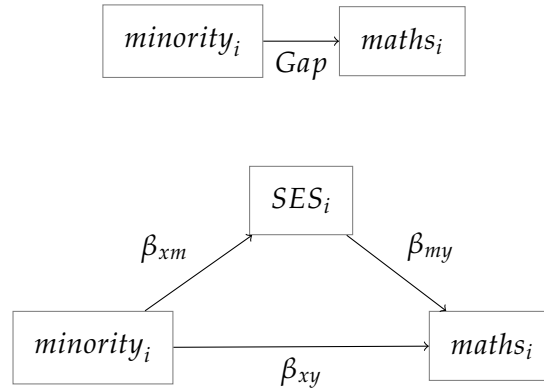 minority_i
maths_i
Gap
SES_i
β_xm
β_my
minority_i
maths_i
β_xy